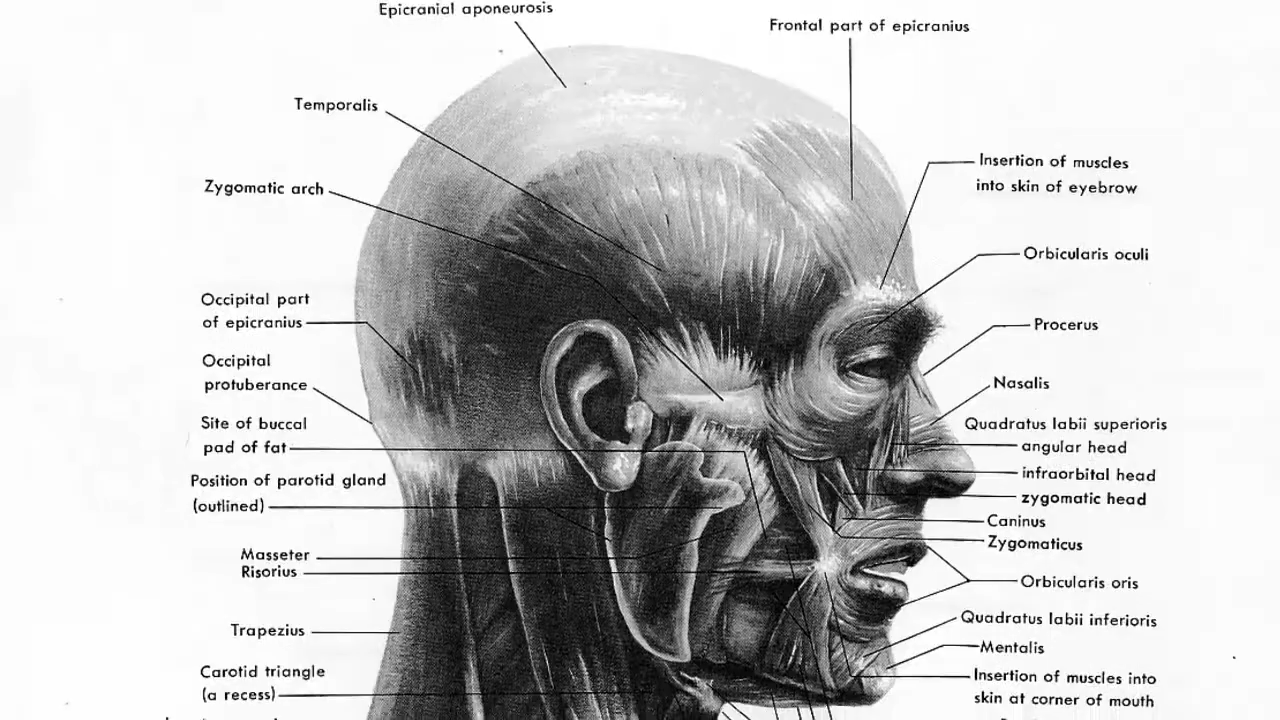 Epicranial aponeurosis
Frontal part of epicranius
Temporalis
Zygomatic arch
Insertion of muscles
into skin of eyebrow
Orbicularis oculi
Occipital part
of epicranius
Procerus
Occipital
protuberance
Nasalis
Site of buccal
pad of fat
Quadratus labii superioris
angular head
infraorbital head
zygomatic head
Position of parotid gland
(outlined)
Caninus
Zygomaticus
Masseter
Risorius
Orbicularis oris
Quadratus labii inferioris
Trapezius
Mentalis
Carotid triangle
(a recess)
Insertion of muscles into
skin at corner of mouth